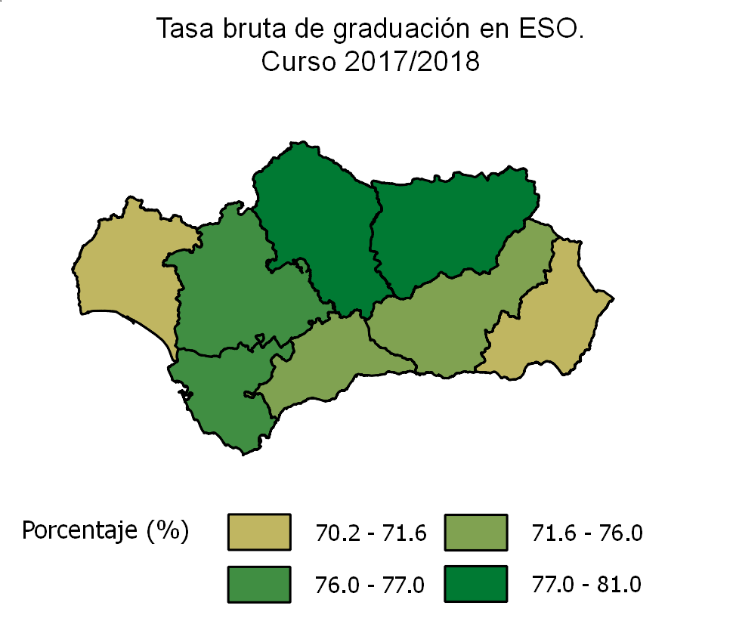 Tasa bruta de graduación en ESO.
Curso 2017/2018
Porcentaje (%)
70.2 - 71.6
71.6 - 76.0
76.0 - 77.0
77.0 - 81.0